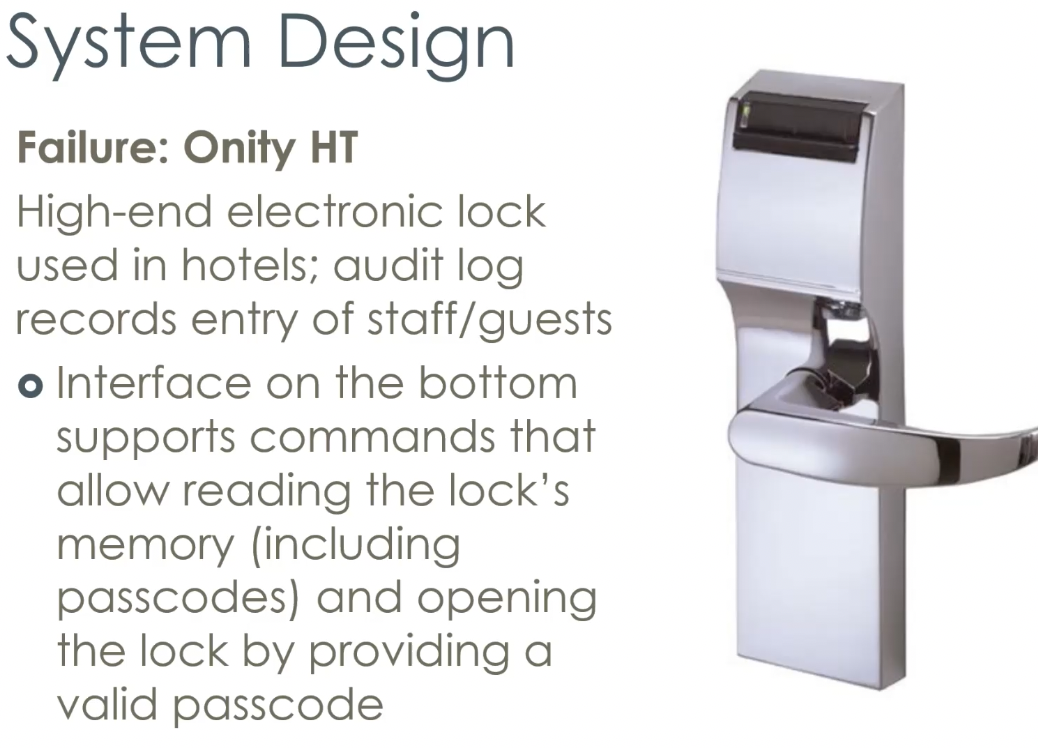 System Design
Failure: Onity HT
High-end electronic lock
used in hotels; audit log
records entry of staff/guests
Interface on the bottom
supports commands that
allow reading the lock's
memory (including
passcodes) and opening
the lock by providing a
valid passcode